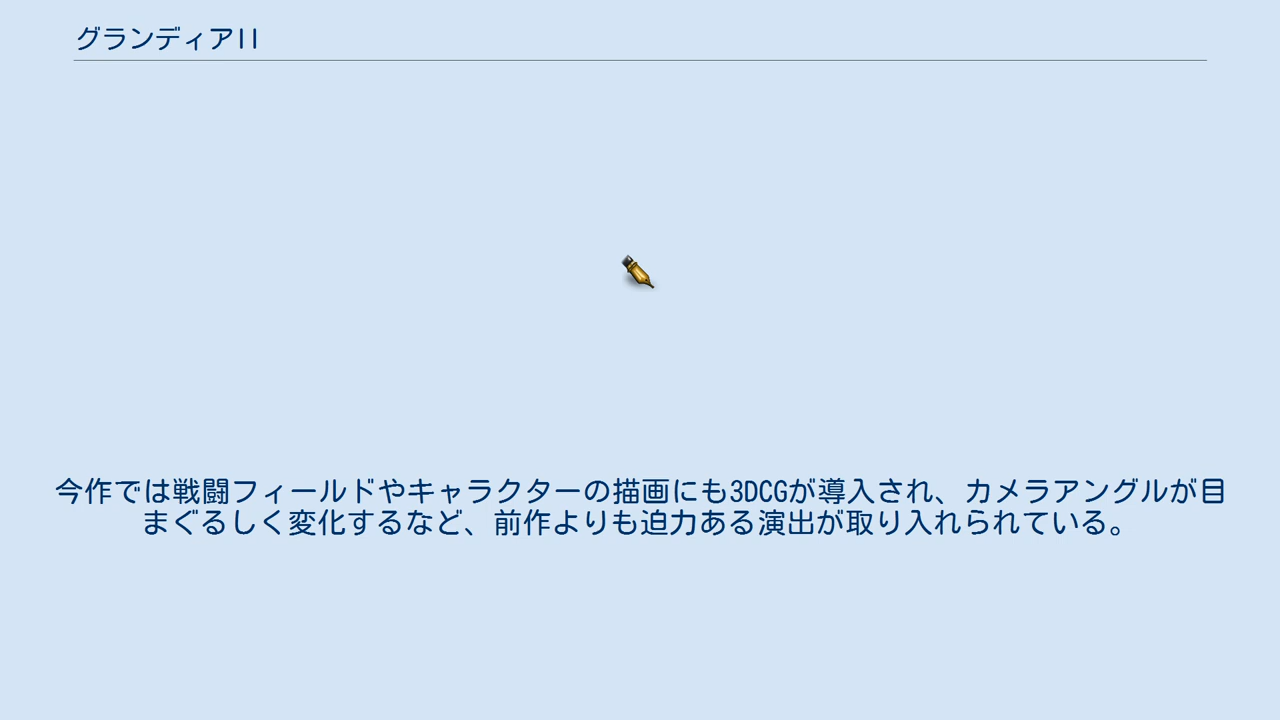 グランディアII
今作では戦闘フィールドやキャラクターの描画にも3DCGが導入され、カメラアングルが目
まぐるしく変化するなど、前作よりも迫力ある演出が取り入れられている。